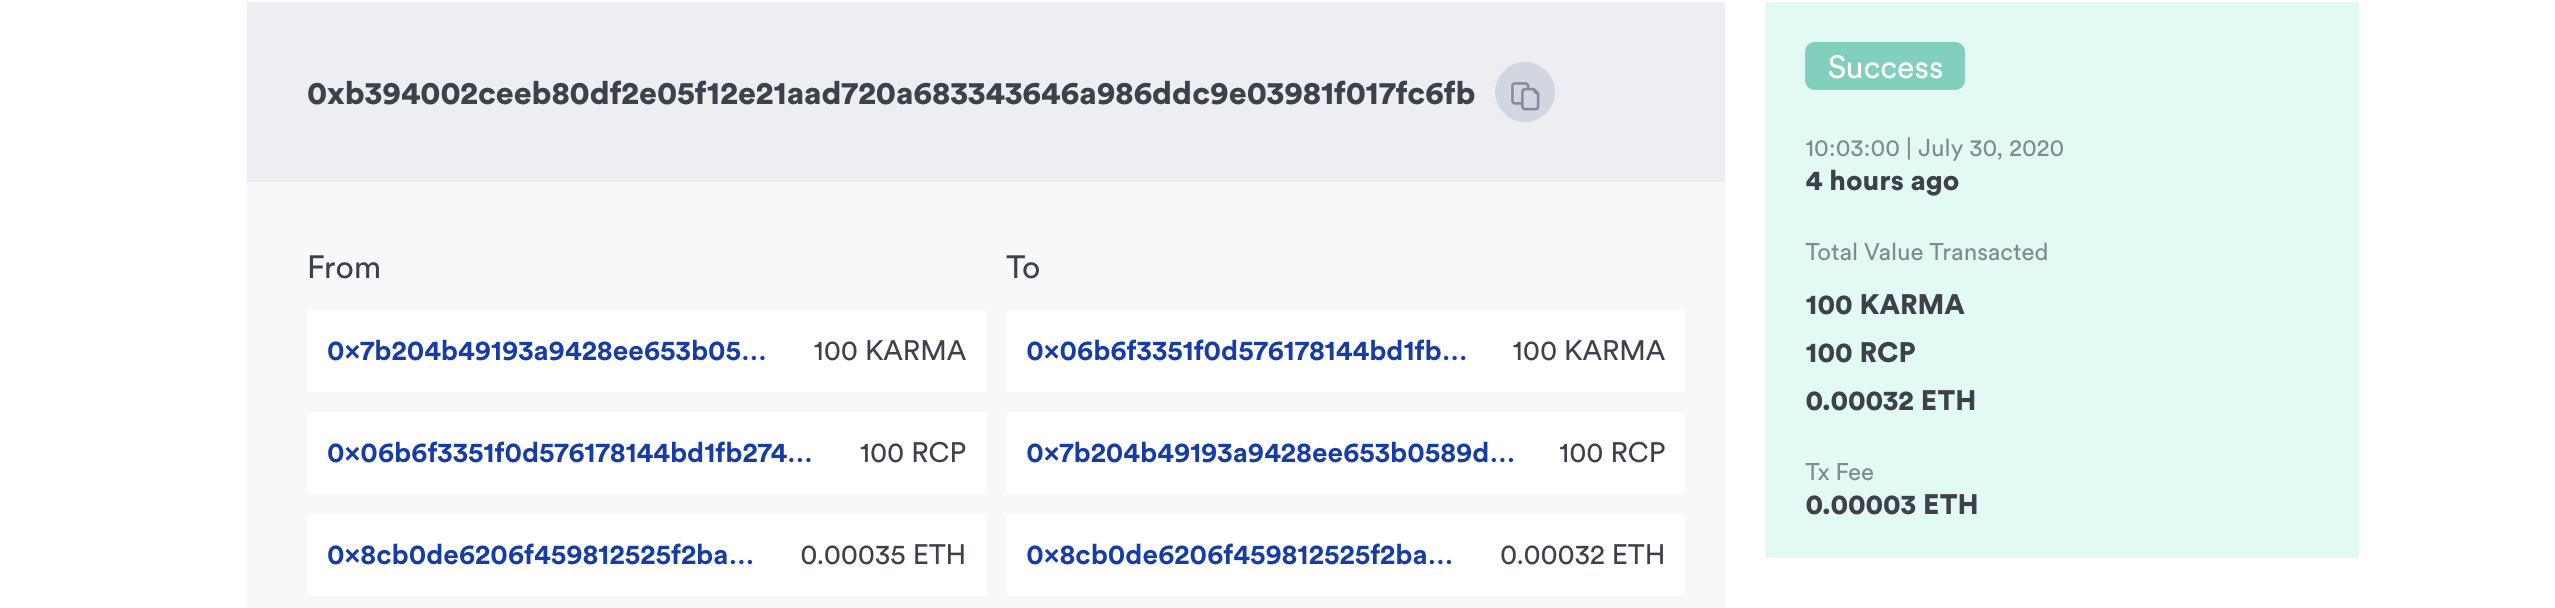 0xb394002ceeb80df2e05f12e21aad720a683343646a986ddc9e03981f017fc6fb
From
0x7b204b49193a9428ee653b05... 100 KARMA
0x06b6f3351f0d576178144bd1fb274... 100 RCP
0x8cb0de6206f459812525f2ba... 0.00035 ETH
To
0x06b6f3351f0d576178144bd1fb... 100 KARMA
0x7b204b49193a9428ee653b0589d... 100 RCP
0x8cb0de6206f459812525f2ba... 0.00032 ETH
Success
10:03:00 | July 30, 2020
4 hours ago
Total Value Transacted
100 KARMA
100 RCP
0.00032 ETH
Tx Fee
0.00003 ETH